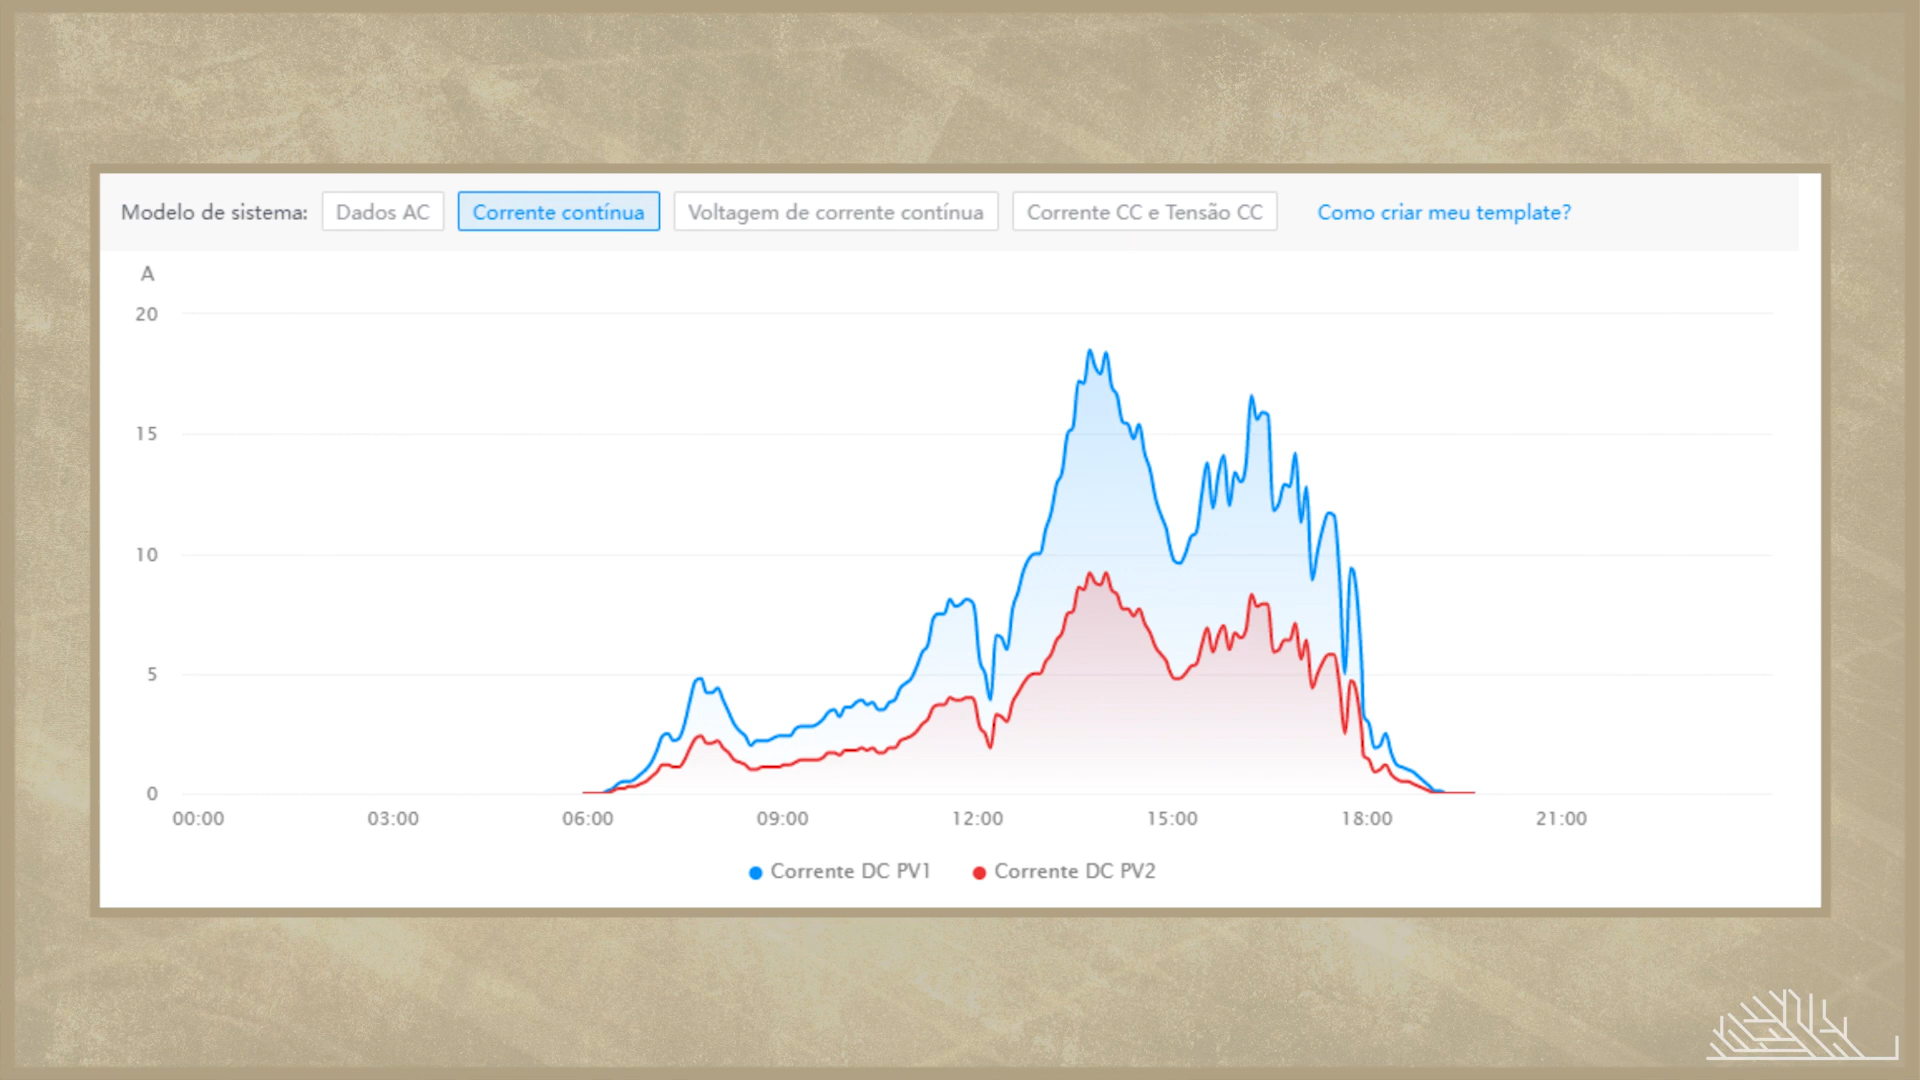 Modelo de sistema: Dados AC Corrente contínua Voltagem de corrente contínua Corrente CC e Tensão CC Como criar meu template?
A
20
15
10
5
0
00:00 03:00 06:00 09:00 12:00 15:00 18:00 21:00
Corrente DC PV1 Corrente DC PV2